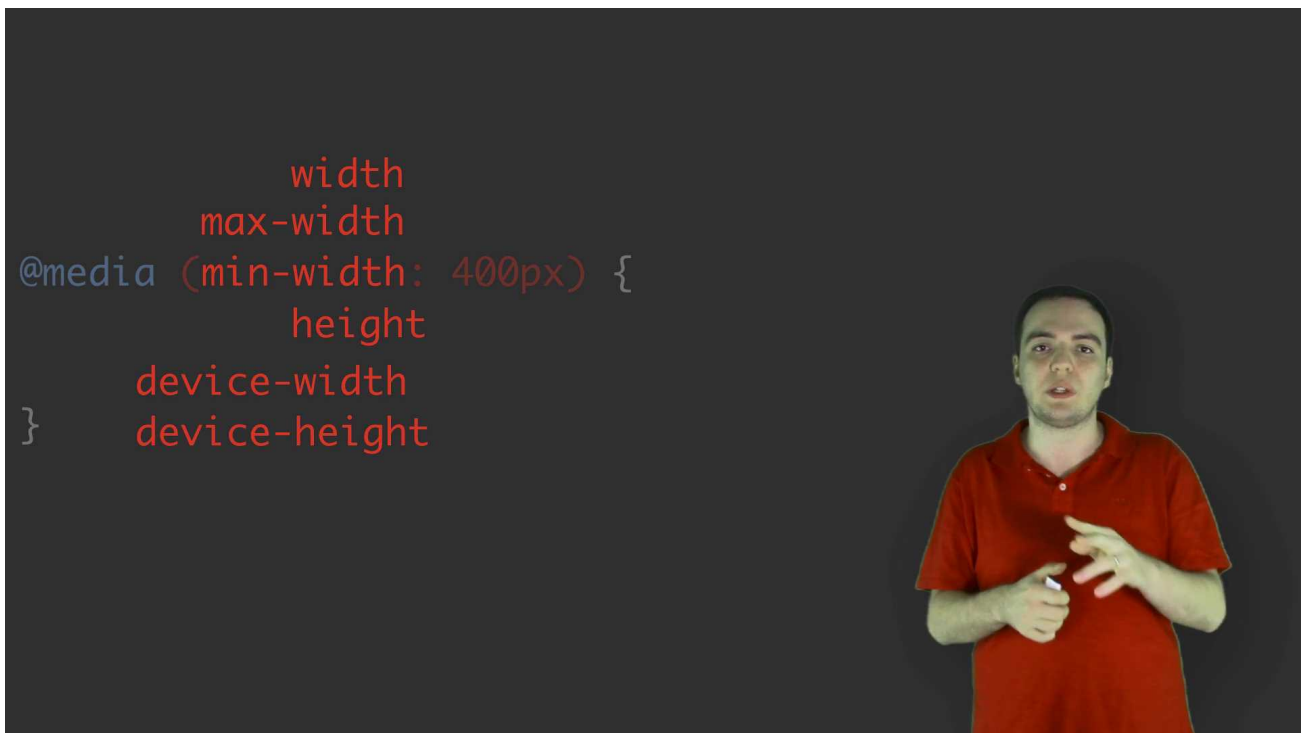 width
max-width
@media (min-width: 400px) {
height
device-width
} device-height